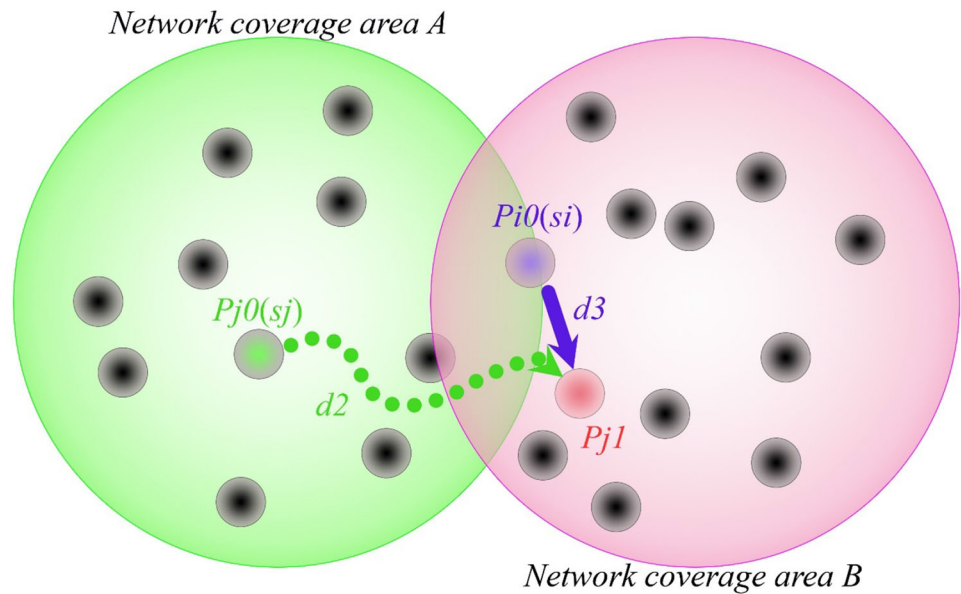 Network coverage area A
Pi0(si)
Pj0(sj)
d3
d2
Pj1
Network coverage area B